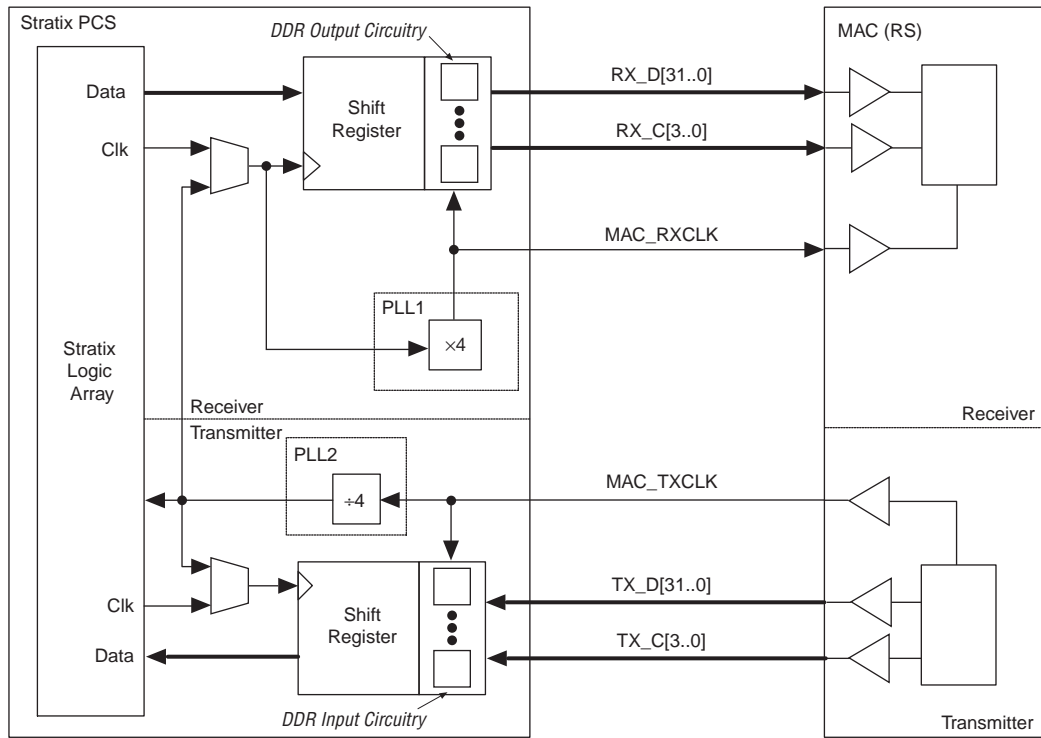 Stratix PCS
DDR Output Circuitry
MAC (RS)
Data
Shift
Register
RX_D[31..0]
Clk
RX_C[3..0]
MAC_RXCLK
PLL1
×4
Stratix
Logic
Array
Receiver
Receiver
Transmitter
PLL2
÷4
MAC_TXCLK
TX_D[31..0]
Clk
Shift
Register
TX_C[3..0]
Data
DDR Input Circuitry
Transmitter